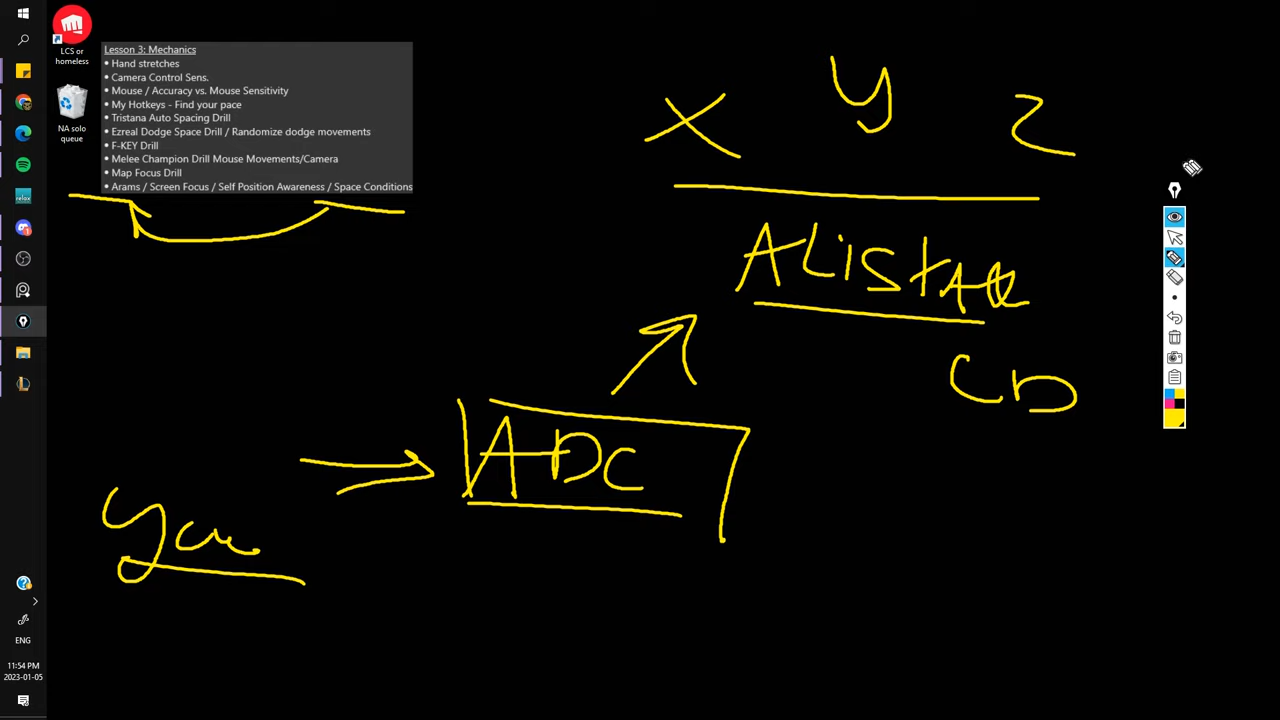 LCS or
homeless
NA solo
queue
Lesson 3: Mechanics
• Hand stretches
• Camera Control Sens.
• Mouse / Accuracy vs. Mouse Sensitivity
• My Hotkeys - Find your pace
• Tristana Auto Spacing Drill
• Ezreal Dodge Space Drill / Randomize dodge movements
• F-KEY Drill
• Melee Champion Drill Mouse Movements/Camera
• Map Focus Drill
• Arams / Screen Focus / Self Position Awareness / Space Conditions
X y z
ALiSTAR
CD
ADC
you
relax
ENG
11:54 PM
2023-01-05